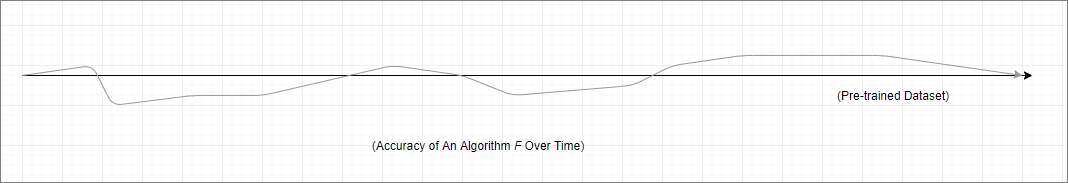 (Pre-trained Dataset)
(Accuracy of An Algorithm F Over Time)